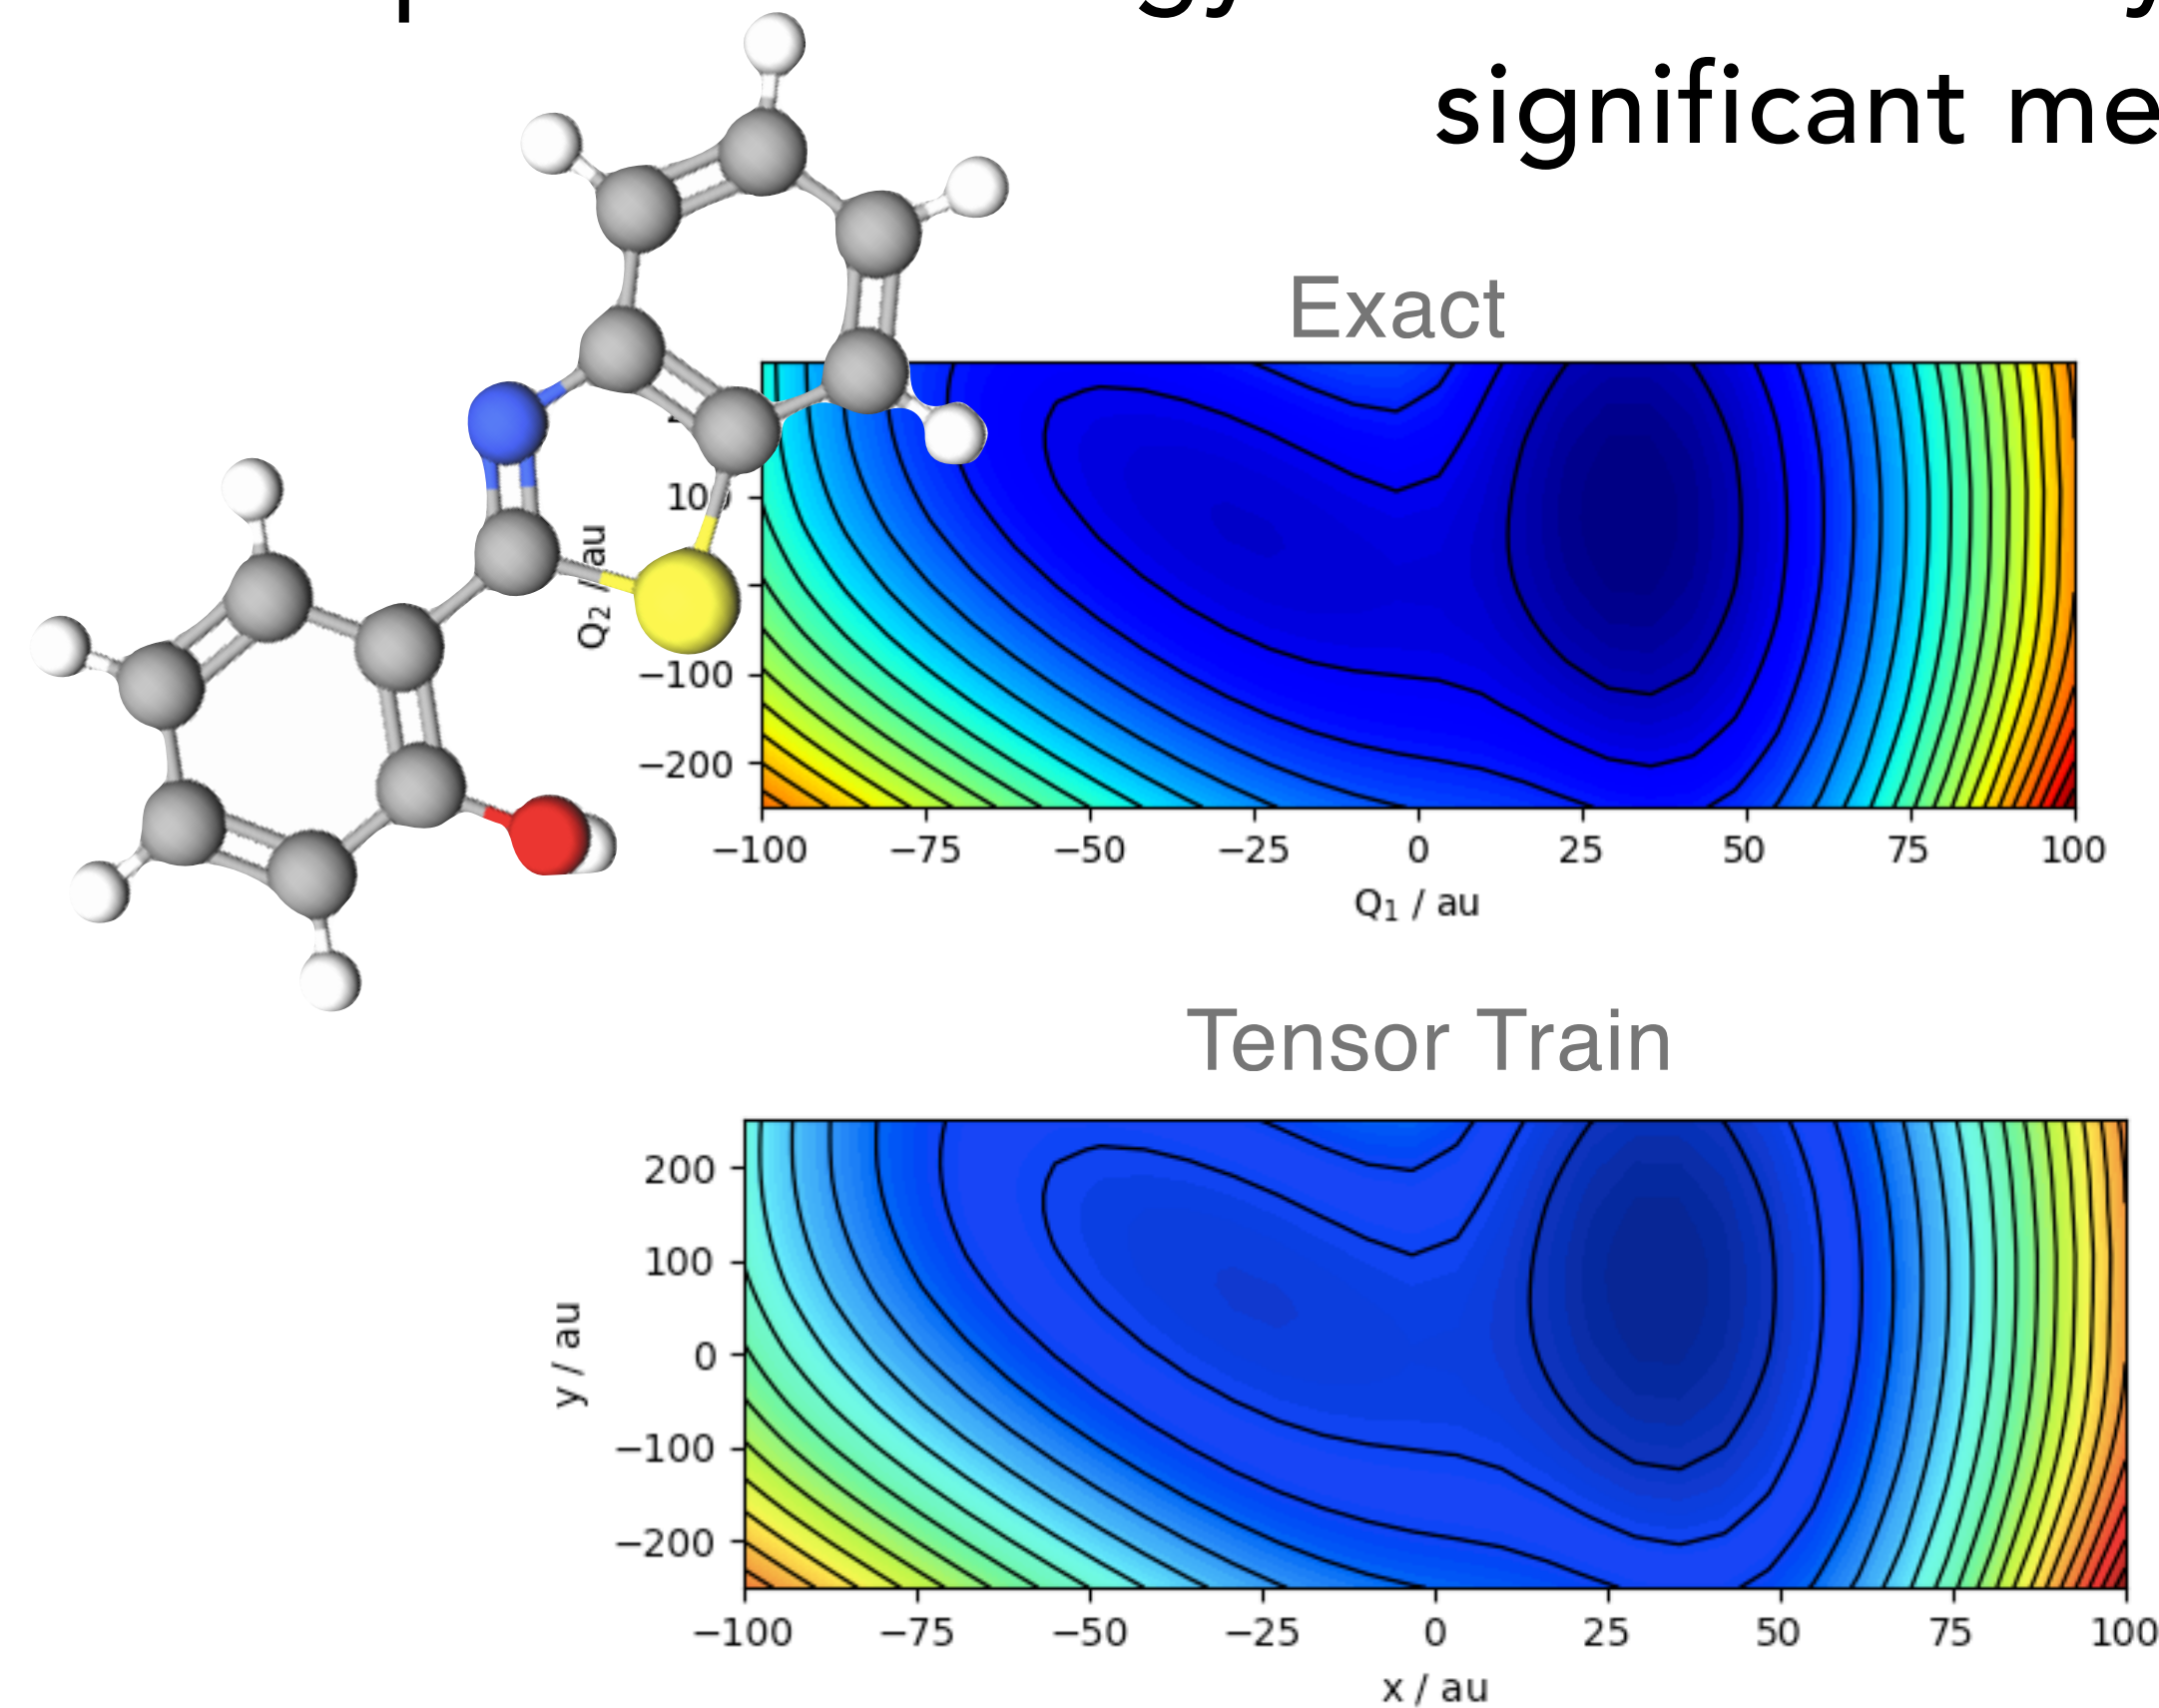 significant me
Exact
100
−100
−200
Q₂ / au
−100 −75 −50 −25 0 25 50 75 100
Q₁ / au
Tensor Train
200
100
0
−100
−200
y / au
−100 −75 −50 −25 0 25 50 75 100
x / au